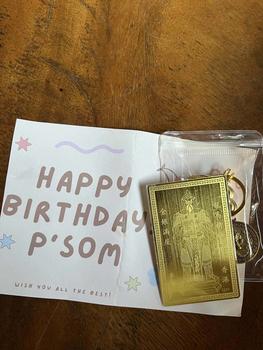 HAPPY
BIRTHDAY
P'SOM
WISH YOU ALL THE BEST!